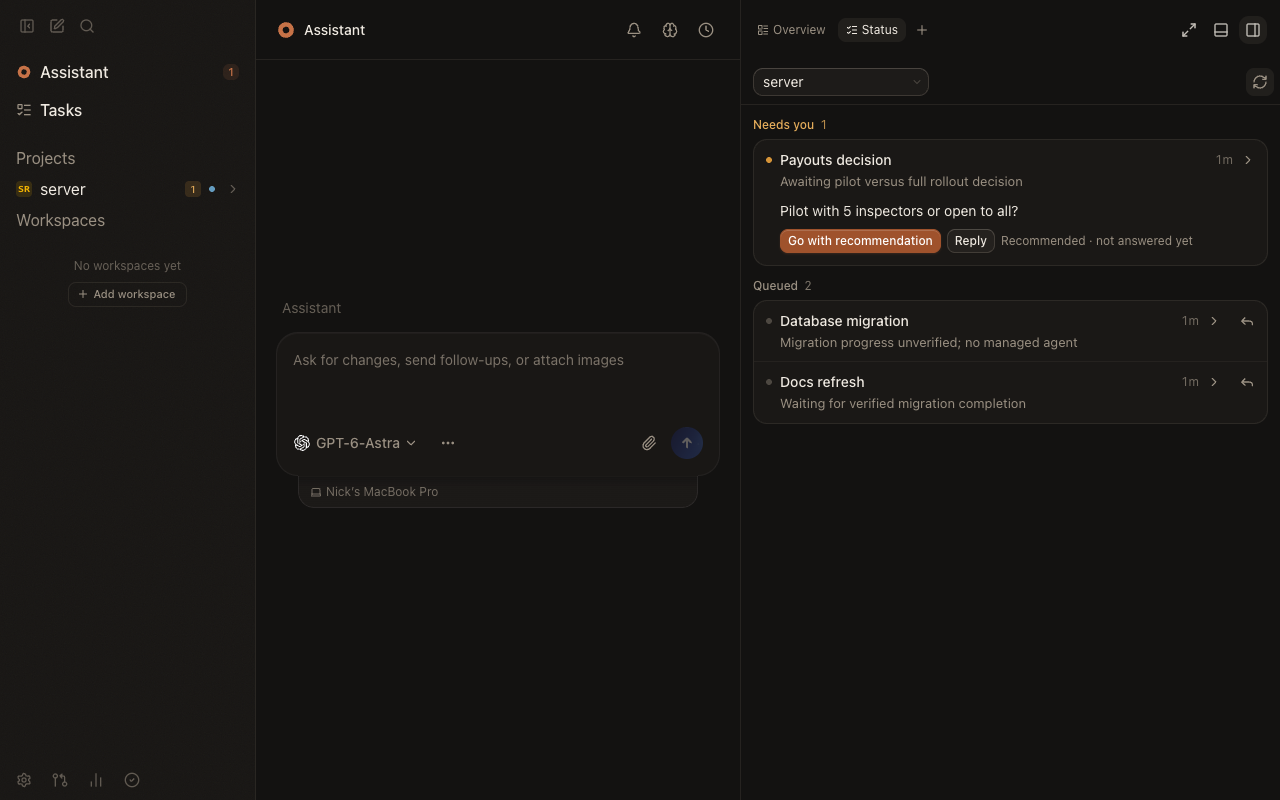 Assistant
1
Tasks
Projects
SR server 1
Workspaces
No workspaces yet
+ Add workspace
Assistant
Assistant
Ask for changes, send follow-ups, or attach images
GPT-6-Astra
Nick's MacBook Pro
Overview
Status
server
Needs you 1
Payouts decision 1m
Awaiting pilot versus full rollout decision
Pilot with 5 inspectors or open to all?
Go with recommendation Reply Recommended · not answered yet
Queued 2
Database migration 1m
Migration progress unverified; no managed agent
Docs refresh 1m
Waiting for verified migration completion